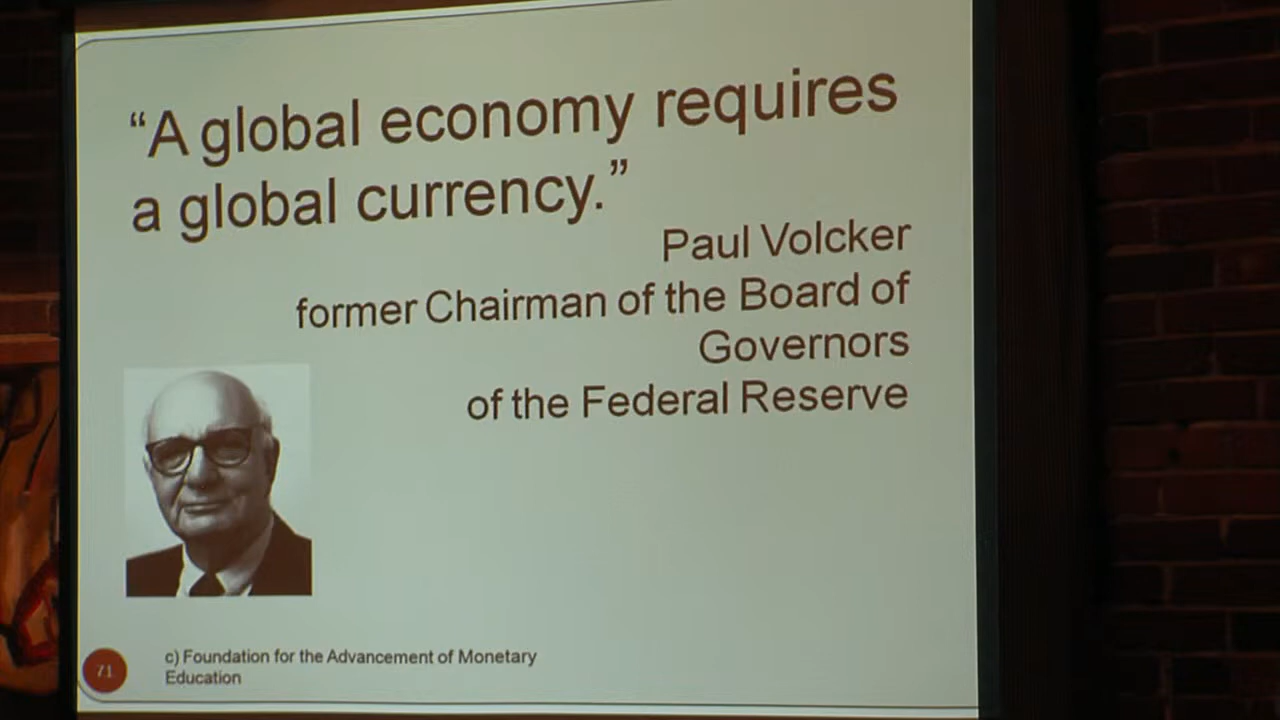 “A global economy requires
a global currency.”
Paul Volcker
former Chairman of the Board of
Governors
of the Federal Reserve
71
c) Foundation for the Advancement of Monetary
Education